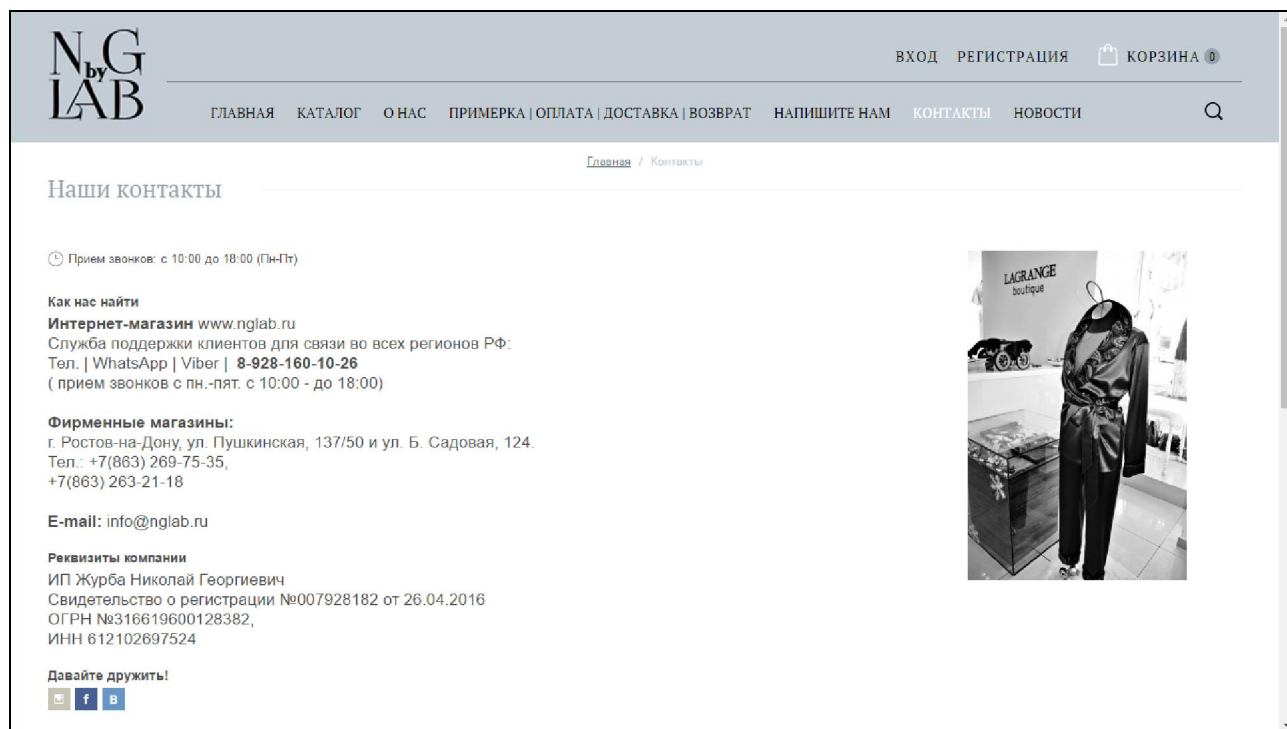 N by G
LAB
ВХОД РЕГИСТРАЦИЯ КОРЗИНА 0
ГЛАВНАЯ КАТАЛОГ О НАС ПРИМЕРКА | ОПЛАТА | ДОСТАВКА | ВОЗВРАТ НАПИШИТЕ НАМ КОНТАКТЫ НОВОСТИ
Главная / Контакты
Наши контакты
Прием звонков: с 10:00 до 18:00 (Пн-Пт)
LAGRANGE
boutique
Как нас найти
Интернет-магазин www.nglab.ru
Служба поддержки клиентов для связи во всех регионов РФ:
Тел. | WhatsApp | Viber | 8-928-160-10-26
( прием звонков с пн.-пят. с 10:00 - до 18:00)
Фирменные магазины:
г. Ростов-на-Дону, ул. Пушкинская, 137/50 и ул. Б. Садовая, 124.
Тел.: +7(863) 269-75-35,
+7(863) 263-21-18
E-mail: info@nglab.ru
Реквизиты компании
ИП Журба Николай Георгиевич
Свидетельство о регистрации №007928182 от 26.04.2016
ОГРН №316619600128382,
ИНН 612102697524
Давайте дружить!
f В